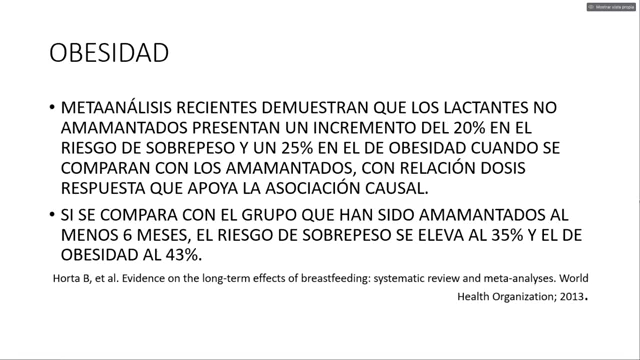 Mostrar vista propia
OBESIDAD
• METAANÁLISIS RECIENTES DEMUESTRAN QUE LOS LACTANTES NO
AMAMANTADOS PRESENTAN UN INCREMENTO DEL 20% EN EL
RIESGO DE SOBREPESO Y UN 25% EN EL DE OBESIDAD CUANDO SE
COMPARAN CON LOS AMAMANTADOS, CON RELACIÓN DOSIS
RESPUESTA QUE APOYA LA ASOCIACIÓN CAUSAL.
• SI SE COMPARA CON EL GRUPO QUE HAN SIDO AMAMANTADOS AL
MENOS 6 MESES, EL RIESGO DE SOBREPESO SE ELEVA AL 35% Y EL DE
OBESIDAD AL 43%.
Horta B, et al. Evidence on the long-term effects of breastfeeding: systematic review and meta-analyses. World
Health Organization; 2013.